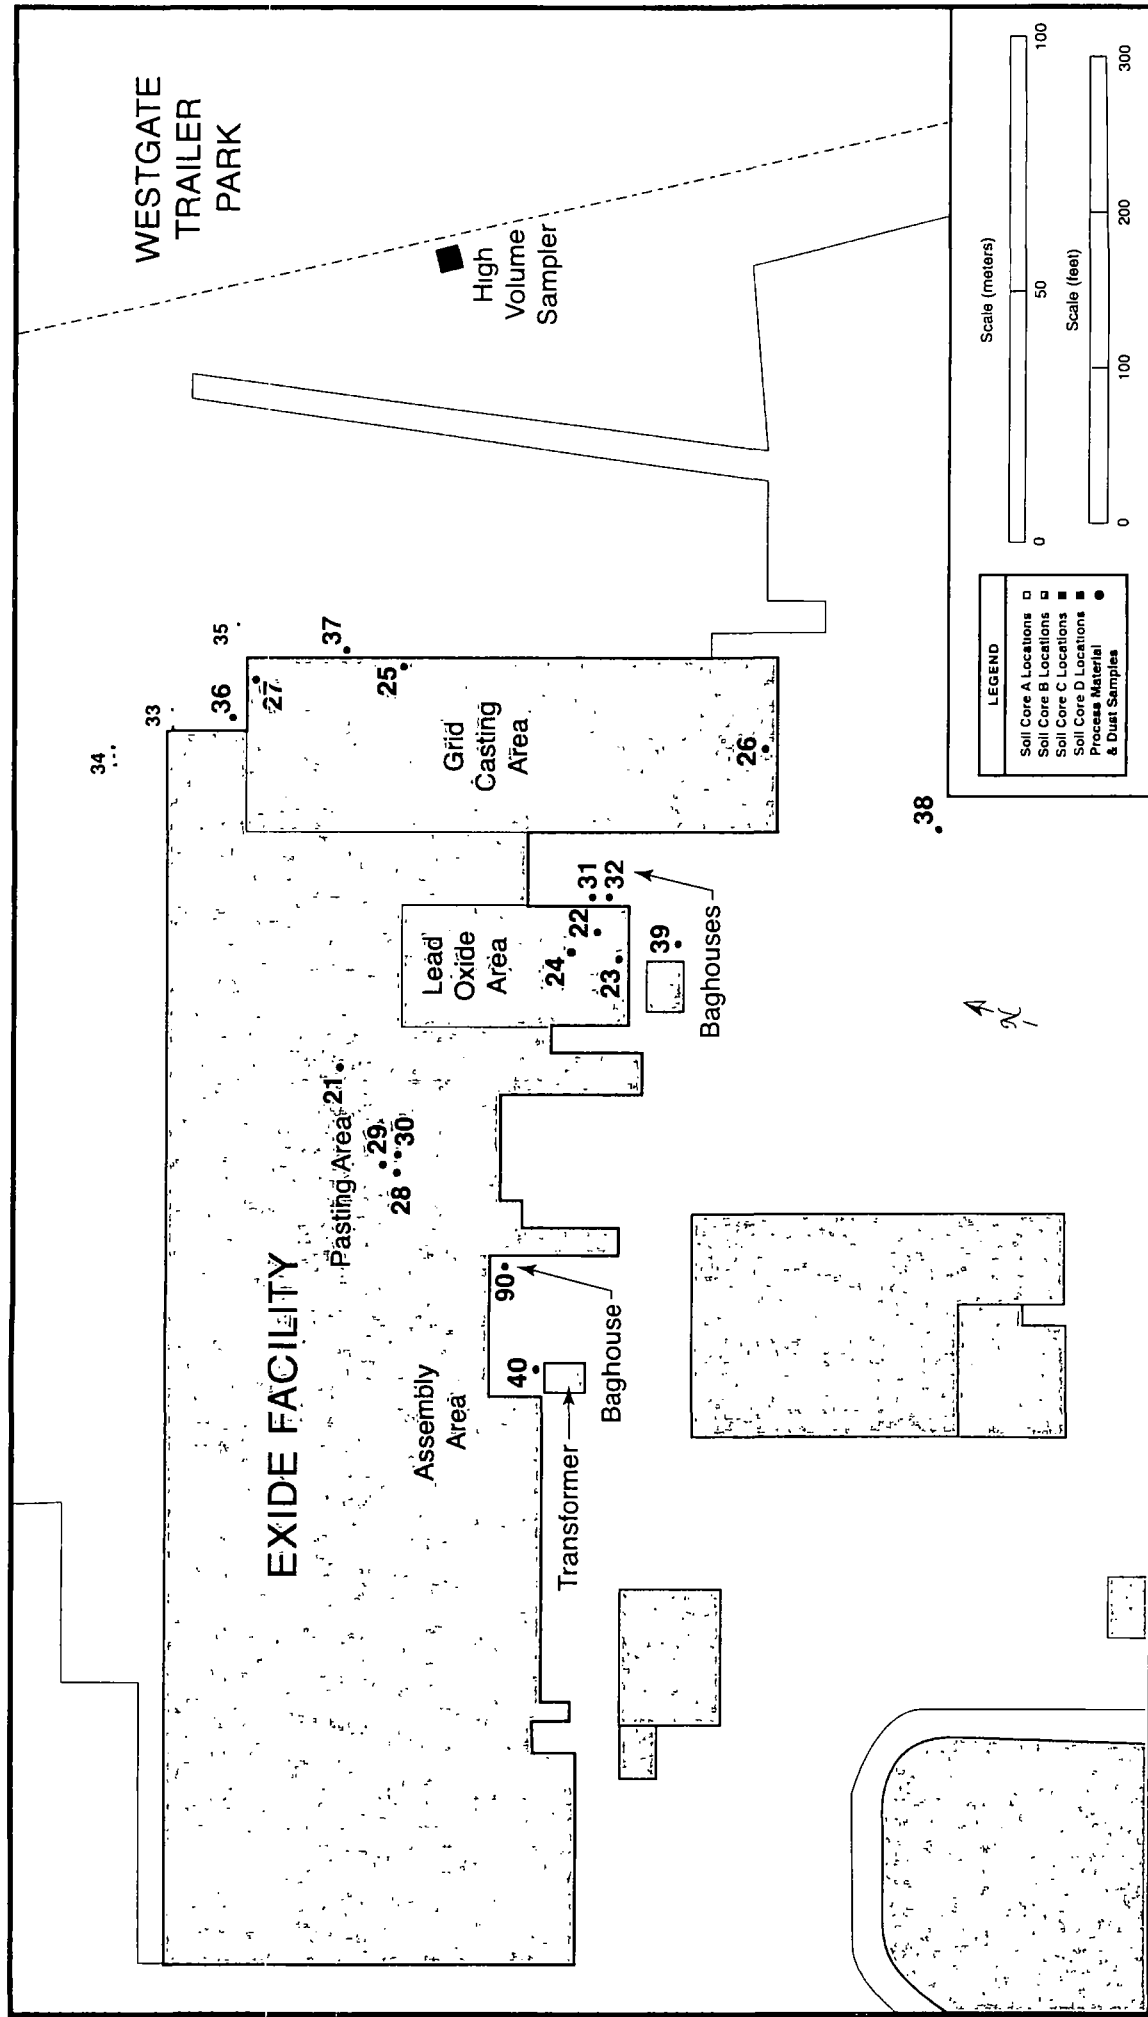 WESTGATE
TRAILER
PARK
High
Volume
Sampler
34
33
35
36
27
37
25
Grid
Casting
Area
26
38
Lead
Oxide
Area
24
22
23
31
32
39
Baghouses
21
Pasting Area
29
28
30
EXIDE FACILITY
Assembly
Area
90
40
Baghouse
Transformer
N
LEGEND
Soil Core A Locations
Soil Core B Locations
Soil Core C Locations
Soil Core D Locations
Process Material
& Dust Samples
Scale (meters)
0 50 100
Scale (feet)
0 100 200 300